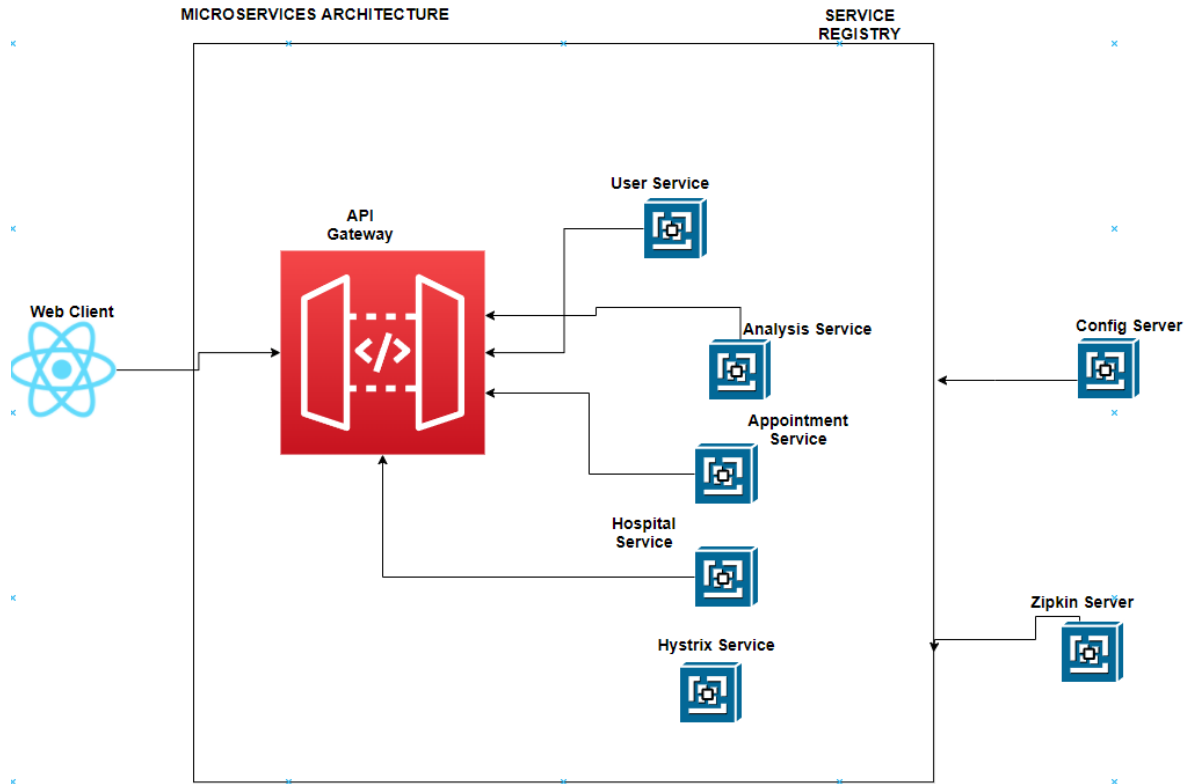 MICROSERVICES ARCHITECTURE
SERVICE
REGISTRY
User Service
API
Gateway
Web Client
Analysis Service
Config Server
Appointment
Service
Hospital
Service
Zipkin Server
Hystrix Service